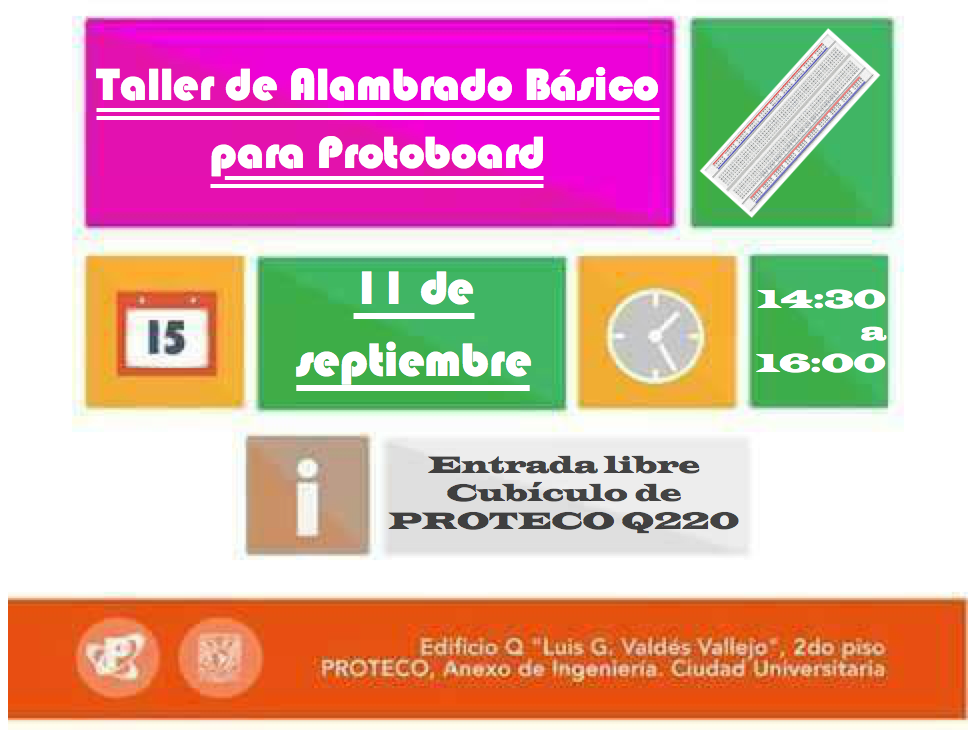 Taller de Alambrado Básico
para Protoboard
15
11 de
septiembre
14:30
a
16:00
i
Entrada libre
Cubículo de
PROTECO Q220
Edificio Q "Luis G. Valdés Vallejo", 2do piso
PROTECO, Anexo de Ingeniería. Ciudad Universitaria